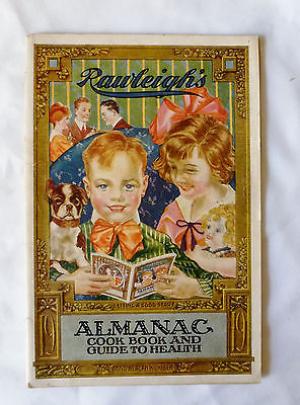 Rawleigh's
ALMANAC
COOK BOOK AND
GUIDE TO HEALTH